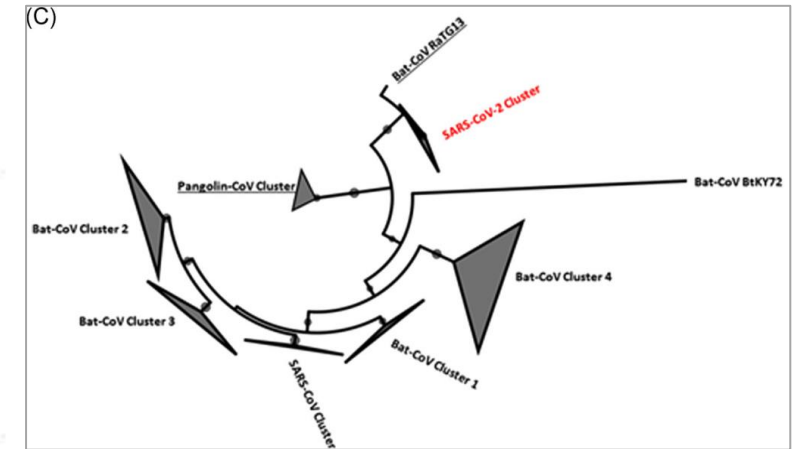 (C)
Bat-CoV RaTG13
SARS-CoV-2 Cluster
Pangolin-CoV Cluster
Bat-CoV BtKY72
Bat-CoV Cluster 2
Bat-CoV Cluster 4
Bat-CoV Cluster 3
Bat-CoV Cluster 1
SARS-CoV Cluster